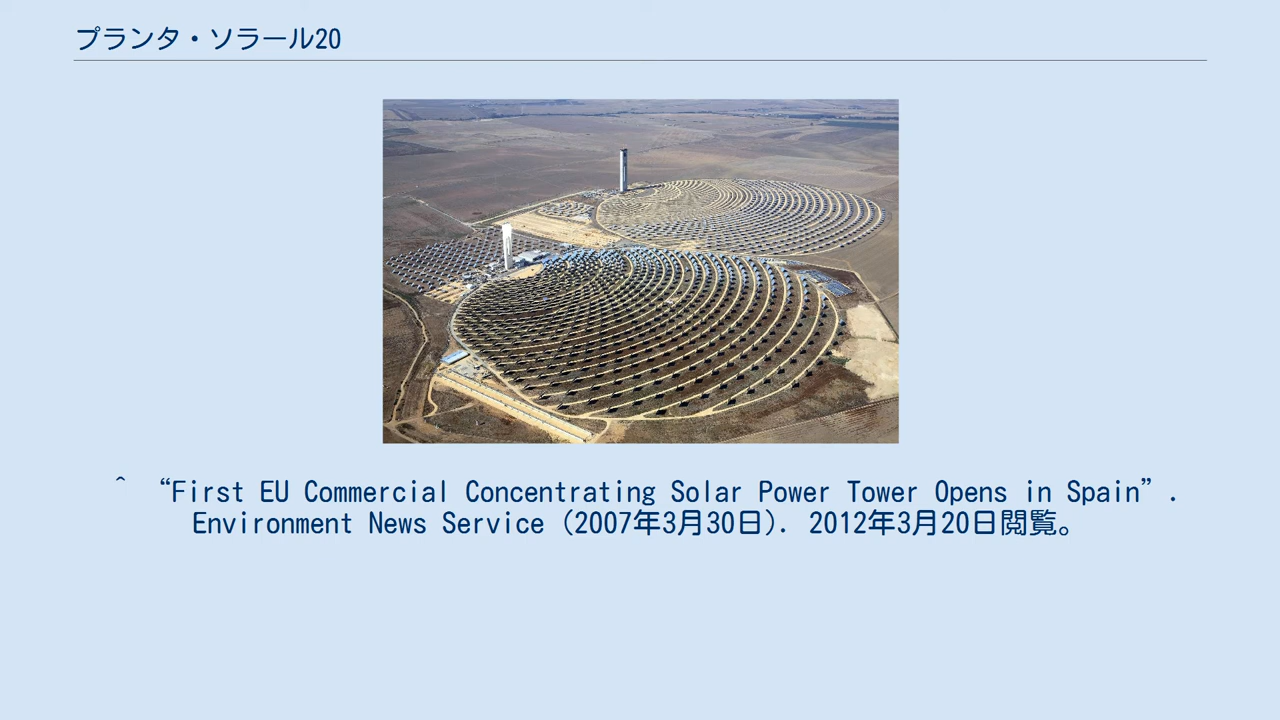 プランタ・ソラール20
^ “First EU Commercial Concentrating Solar Power Tower Opens in Spain”.
Environment News Service (2007年3月30日). 2012年3月20日閲覧。